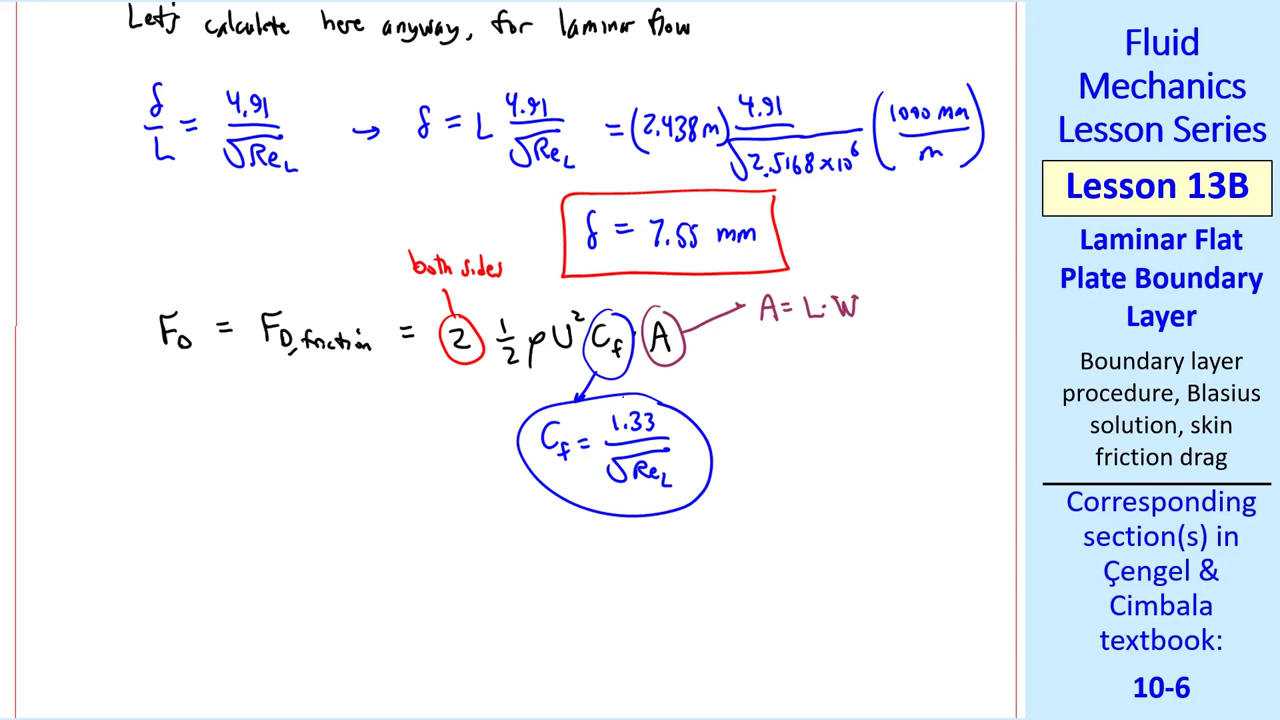 Let's calculate here anyway, for laminar flow
δ/L = 4.91/√Re_L → δ = L 4.91/√Re_L = (2.438 m) 4.91/√2.5168×10⁶ (1000 mm/m)
δ = 7.55 mm
both sides
F_D = F_D,friction = 2 1/2 ρU² C_f · A
A = L·W
C_f = 1.33/√Re_L
Fluid
Mechanics
Lesson Series
Lesson 13B
Laminar Flat
Plate Boundary
Layer
Boundary layer
procedure, Blasius
solution, skin
friction drag
Corresponding
section(s) in
Çengel &
Cimbala
textbook:
10-6